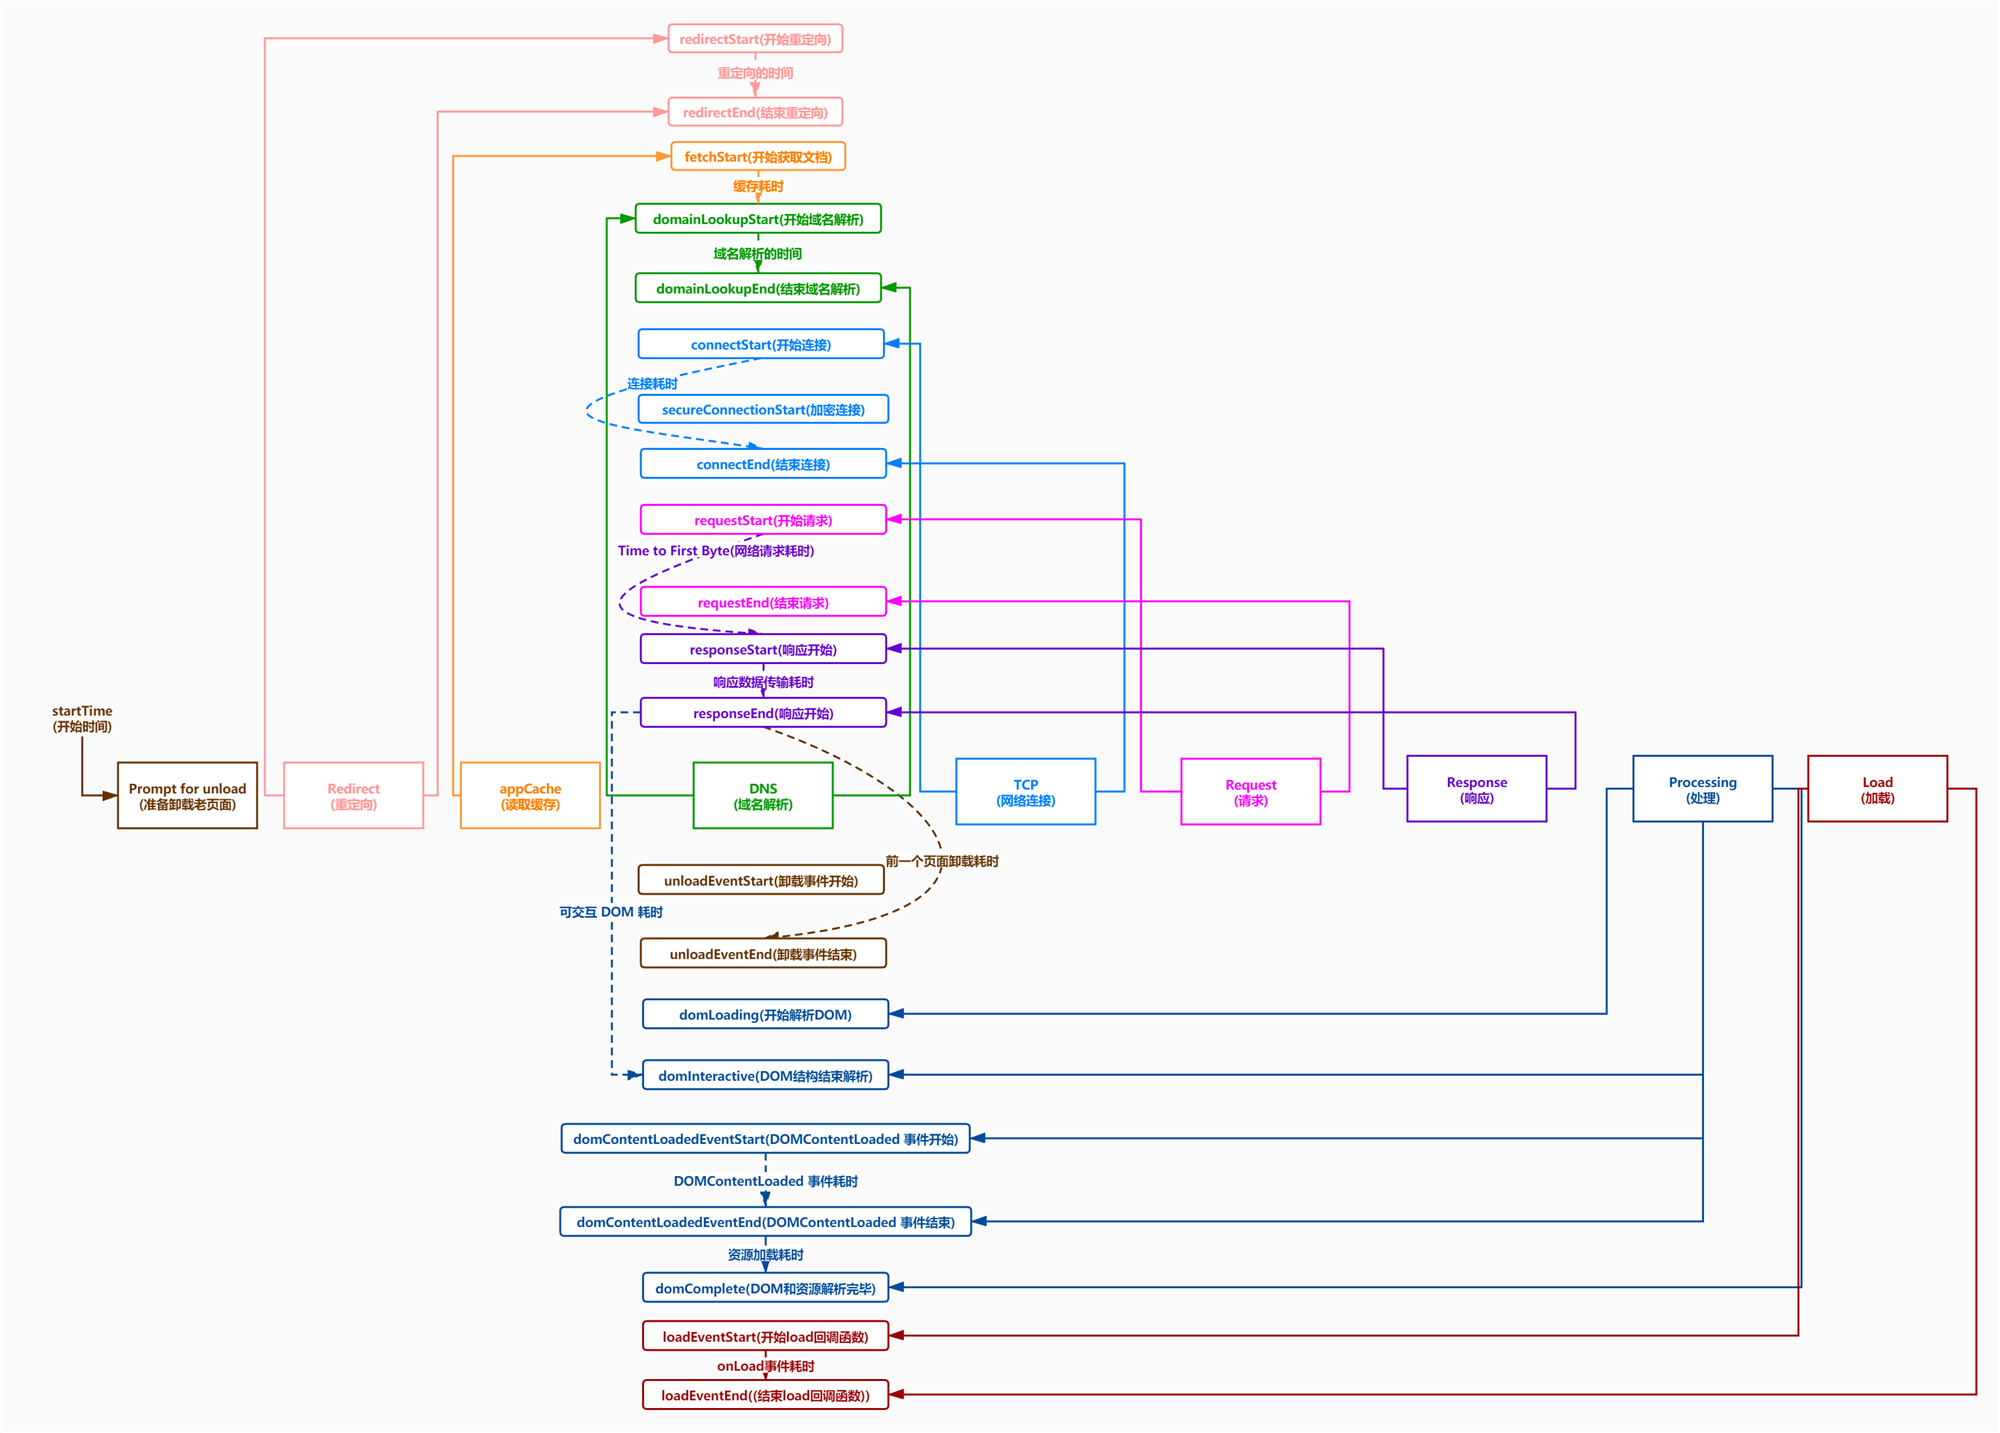 redirectStart(开始重定向)
重定向的时间
redirectEnd(结束重定向)
fetchStart(开始获取文档)
缓存耗时
domainLookupStart(开始域名解析)
域名解析的时间
domainLookupEnd(结束域名解析)
connectStart(开始连接)
连接耗时
secureConnectionStart(加密连接)
connectEnd(结束连接)
requestStart(开始请求)
Time to First Byte(网络请求耗时)
requestEnd(结束请求)
responseStart(响应开始)
响应数据传输耗时
responseEnd(响应开始)
startTime
(开始时间)
Prompt for unload
(准备卸载老页面)
Redirect
(重定向)
appCache
(读取缓存)
DNS
(域名解析)
TCP
(网络连接)
Request
(请求)
Response
(响应)
Processing
(处理)
Load
(加载)
前一个页面卸载耗时
unloadEventStart(卸载事件开始)
可交互 DOM 耗时
unloadEventEnd(卸载事件结束)
domLoading(开始解析DOM)
domInteractive(DOM结构结束解析)
domContentLoadedEventStart(DOMContentLoaded 事件开始)
DOMContentLoaded 事件耗时
domContentLoadedEventEnd(DOMContentLoaded 事件结束)
资源加载耗时
domComplete(DOM和资源解析完毕)
loadEventStart(开始load回调函数)
onLoad事件耗时
loadEventEnd((结束load回调函数))